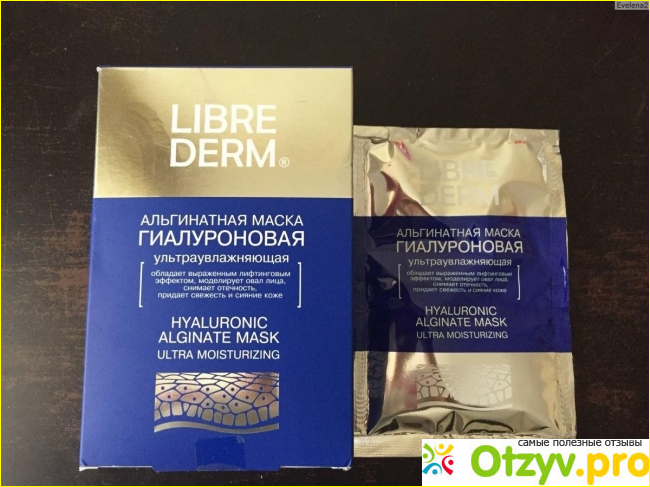 Evelena2
LIBRE
DERM®
АЛЬГИНАТНАЯ МАСКА
ГИАЛУРОНОВАЯ
ультраувлажняющая
обладает выраженным лифтинговым
эффектом, моделирует овал лица,
снимает отечность,
придает свежесть и сияние коже
HYALURONIC
ALGINATE MASK
ULTRA MOISTURIZING
LIBRE
DERM
АЛЬГИНАТНАЯ МАСКА
ГИАЛУРОНОВАЯ
ультраувлажняющая
обладает выраженным лифтинговым
эффектом, моделирует овал лица,
снимает отечность,
придает свежесть и сияние коже
HYALURONIC
ALGINATE MASK
ULTRA MOISTURIZING
самые полезные отзывы
Otzyv.pro